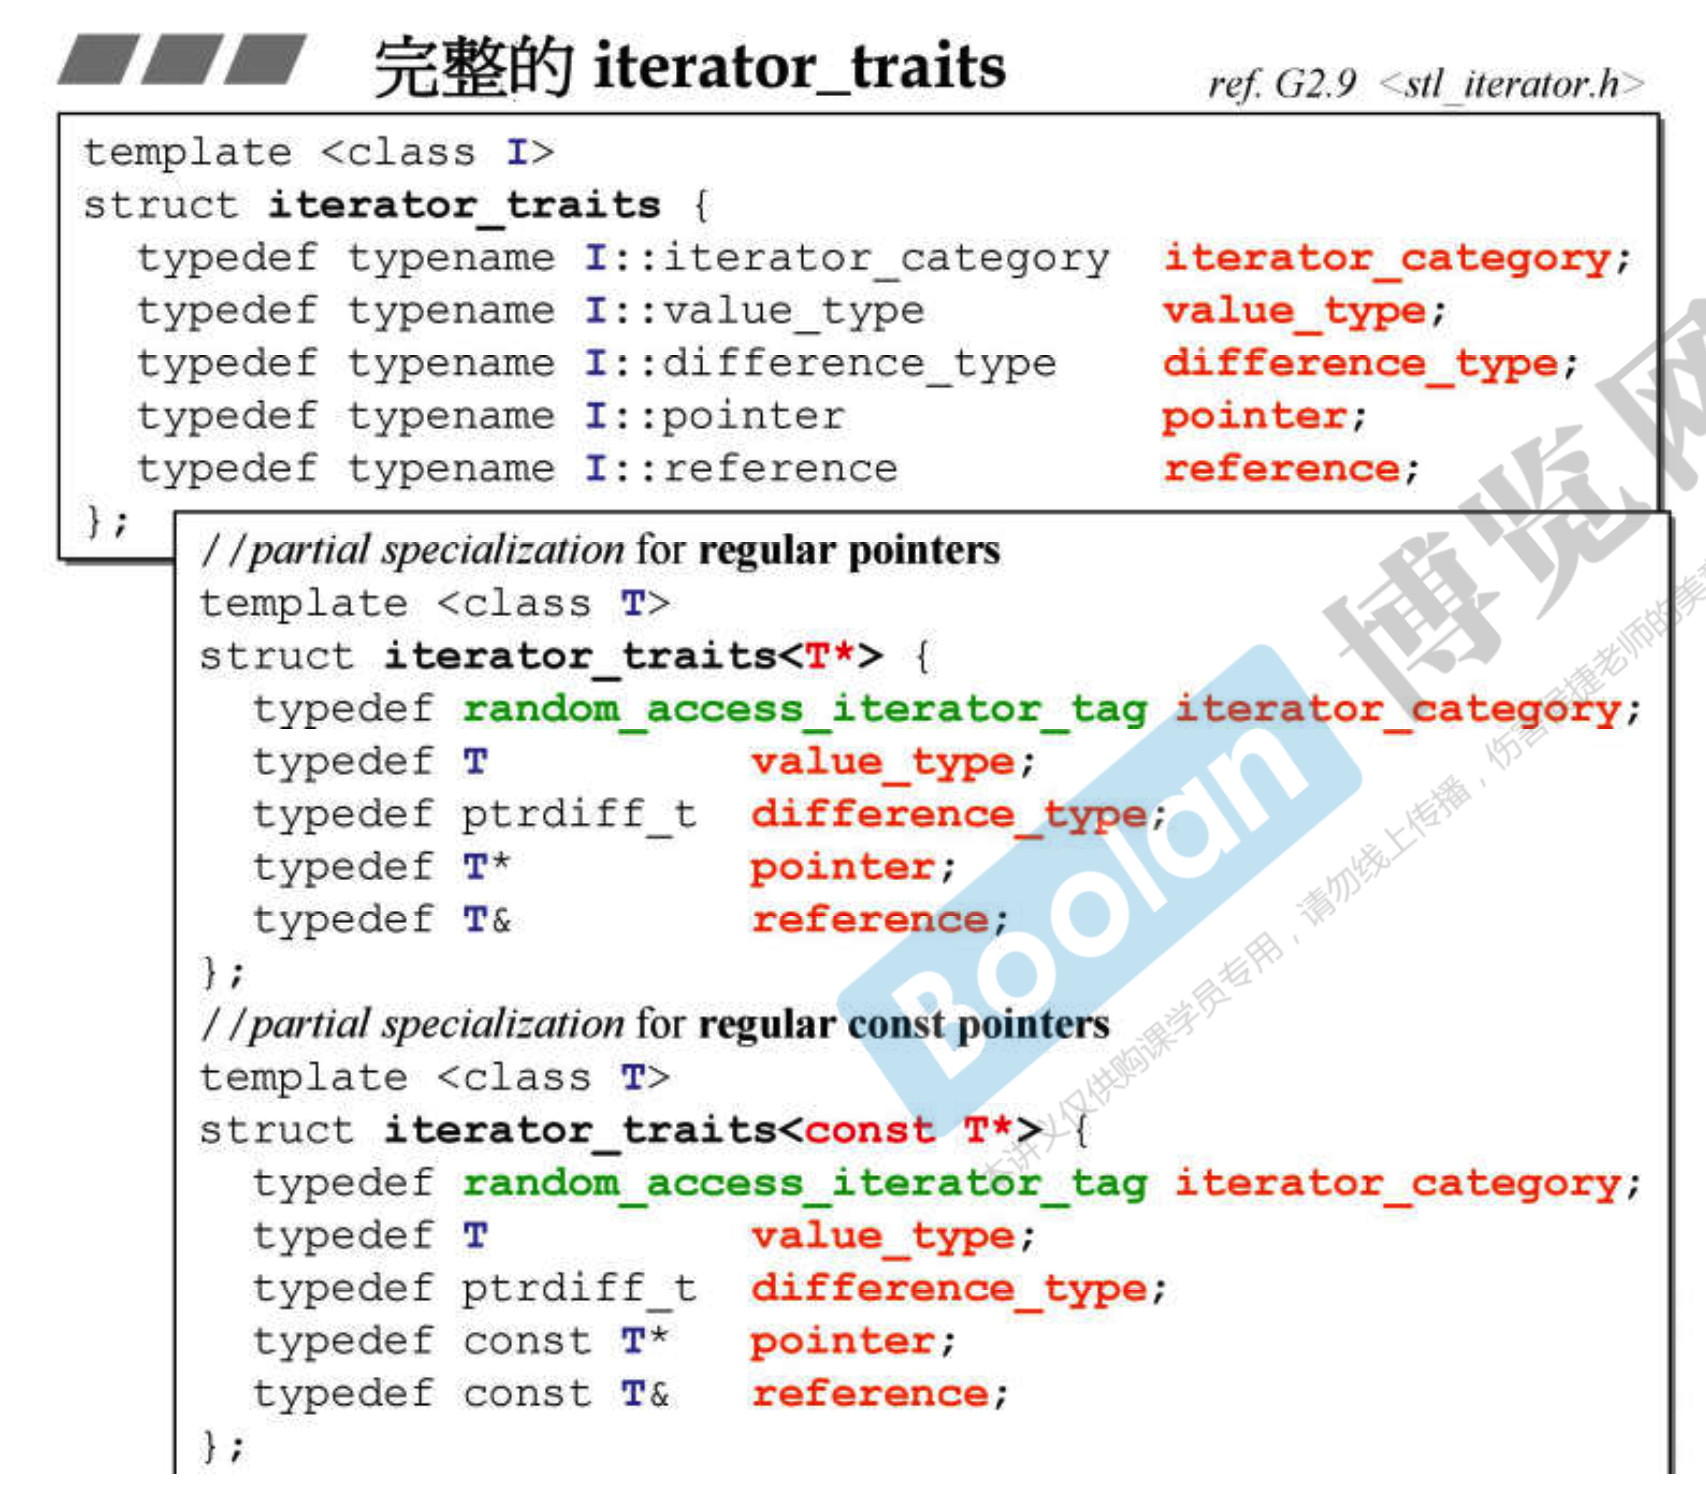 完整的 iterator_traits
ref. G2.9 <stl_iterator.h>
template <class I>
struct iterator_traits {
typedef typename I::iterator_category iterator_category;
typedef typename I::value_type value_type;
typedef typename I::difference_type difference_type;
typedef typename I::pointer pointer;
typedef typename I::reference reference;
};
//partial specialization for regular pointers
template <class T>
struct iterator_traits<T*> {
typedef random_access_iterator_tag iterator_category;
typedef T value_type;
typedef ptrdiff_t difference_type;
typedef T* pointer;
typedef T& reference;
};
//partial specialization for regular const pointers
template <class T>
struct iterator_traits<const T*> {
typedef random_access_iterator_tag iterator_category;
typedef T value_type;
typedef ptrdiff_t difference_type;
typedef const T* pointer;
typedef const T& reference;
};
Boolan
博览网
本讲义仅供购课学员专用，请勿线上传播，伤害侯捷老师的美